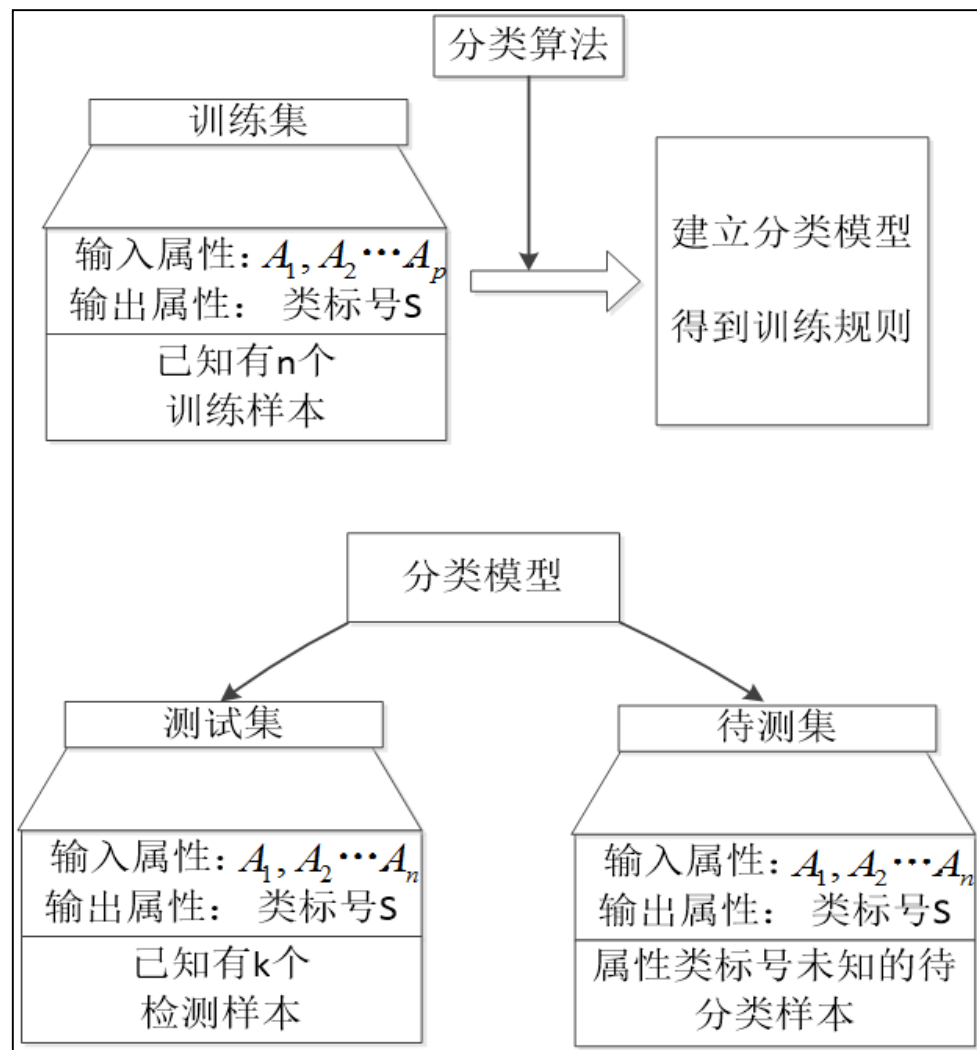 分类算法
训练集
输入属性：A₁, A₂⋯Aₚ
输出属性： 类标号S
已知有n个
训练样本
建立分类模型
得到训练规则
分类模型
测试集
输入属性：A₁, A₂⋯Aₙ
输出属性： 类标号S
已知有k个
检测样本
待测集
输入属性：A₁, A₂⋯Aₙ
输出属性： 类标号S
属性类标号未知的待
分类样本